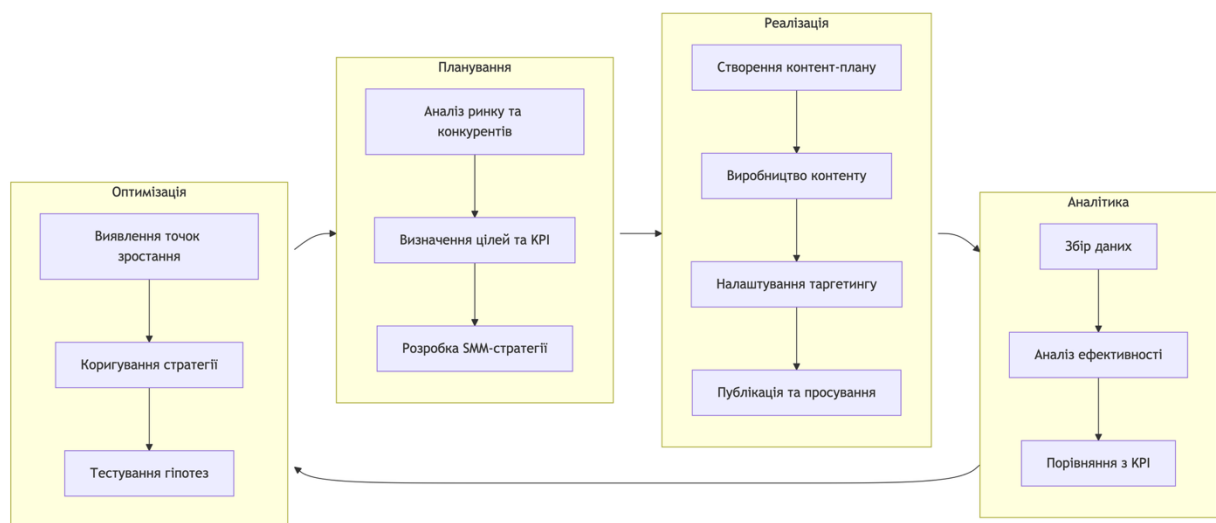 Оптимізація
Виявлення точок
зростання
Коригування стратегії
Тестування гіпотез
Планування
Аналіз ринку та
конкурентів
Визначення цілей та KPI
Розробка SMM-стратегії
Реалізація
Створення контент-плану
Виробництво контенту
Налаштування таргетингу
Публікація та просування
Аналітика
Збір даних
Аналіз ефективності
Порівняння з KPI